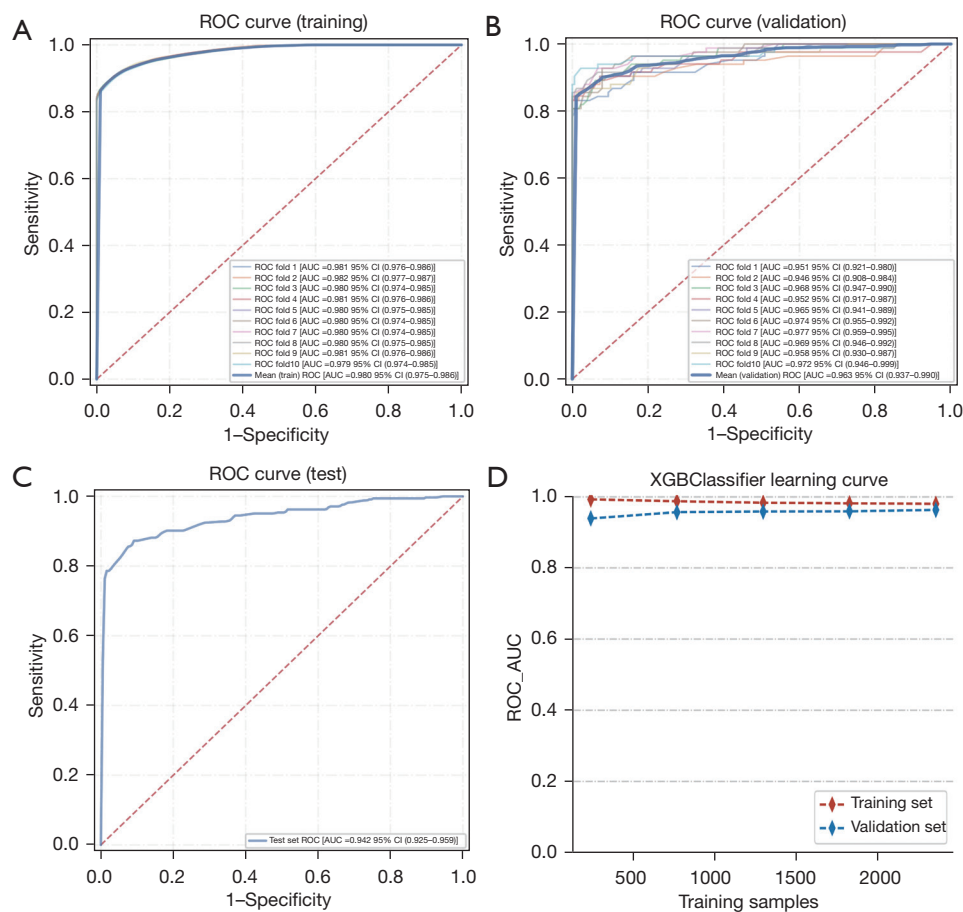 A
ROC curve (training)
1.0
0.8
0.6
0.4
0.2
0.0
Sensitivity
ROC fold 1 [AUC =0.981 95% CI (0.976–0.986)]
ROC fold 2 [AUC =0.982 95% CI (0.977–0.987)]
ROC fold 3 [AUC =0.980 95% CI (0.974–0.985)]
ROC fold 4 [AUC =0.981 95% CI (0.976–0.986)]
ROC fold 5 [AUC =0.980 95% CI (0.975–0.985)]
ROC fold 6 [AUC =0.980 95% CI (0.974–0.985)]
ROC fold 7 [AUC =0.980 95% CI (0.974–0.985)]
ROC fold 8 [AUC =0.980 95% CI (0.975–0.985)]
ROC fold 9 [AUC =0.981 95% CI (0.976–0.986)]
ROC fold10 [AUC =0.979 95% CI (0.974–0.985)]
Mean (train) ROC [AUC =0.980 95% CI (0.975–0.986)]
0.0 0.2 0.4 0.6 0.8 1.0
1–Specificity
B
ROC curve (validation)
1.0
0.8
0.6
0.4
0.2
0.0
Sensitivity
ROC fold 1 [AUC =0.951 95% CI (0.921–0.980)]
ROC fold 2 [AUC =0.946 95% CI (0.908–0.984)]
ROC fold 3 [AUC =0.968 95% CI (0.947–0.990)]
ROC fold 4 [AUC =0.952 95% CI (0.917–0.987)]
ROC fold 5 [AUC =0.965 95% CI (0.941–0.989)]
ROC fold 6 [AUC =0.974 95% CI (0.955–0.992)]
ROC fold 7 [AUC =0.977 95% CI (0.959–0.995)]
ROC fold 8 [AUC =0.969 95% CI (0.946–0.992)]
ROC fold 9 [AUC =0.958 95% CI (0.930–0.987)]
ROC fold10 [AUC =0.972 95% CI (0.946–0.999)]
Mean (validation) ROC [AUC =0.963 95% CI (0.937–0.990)]
0.0 0.2 0.4 0.6 0.8 1.0
1–Specificity
C
ROC curve (test)
1.0
0.8
0.6
0.4
0.2
0.0
Sensitivity
Test set ROC [AUC =0.942 95% CI (0.925–0.959)]
0.0 0.2 0.4 0.6 0.8 1.0
1–Specificity
D
XGBClassifier learning curve
1.0
0.8
0.6
0.4
0.2
0.0
ROC_AUC
Training set
Validation set
500 1000 1500 2000
Training samples